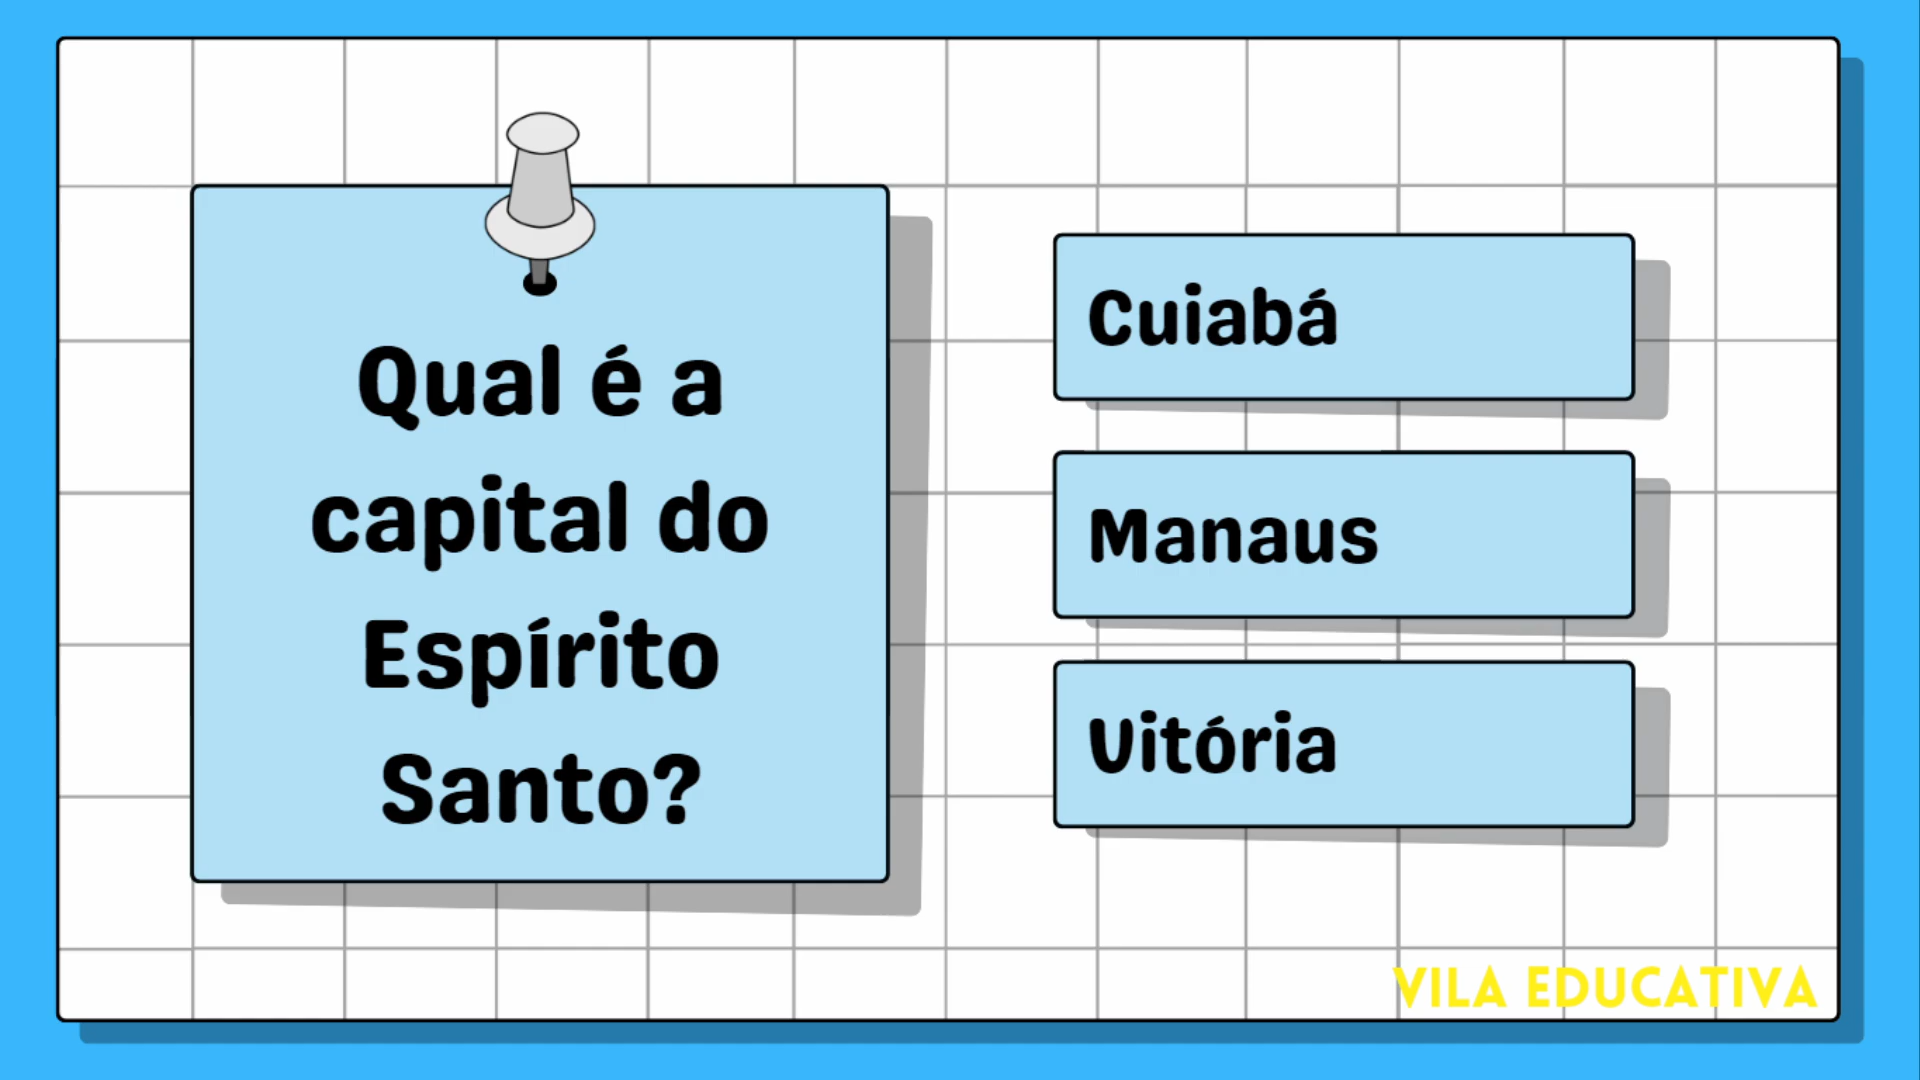 Qual é a
capital do
Espírito
Santo?
Cuiabá
Manaus
Vitória
VILA EDUCATIVA